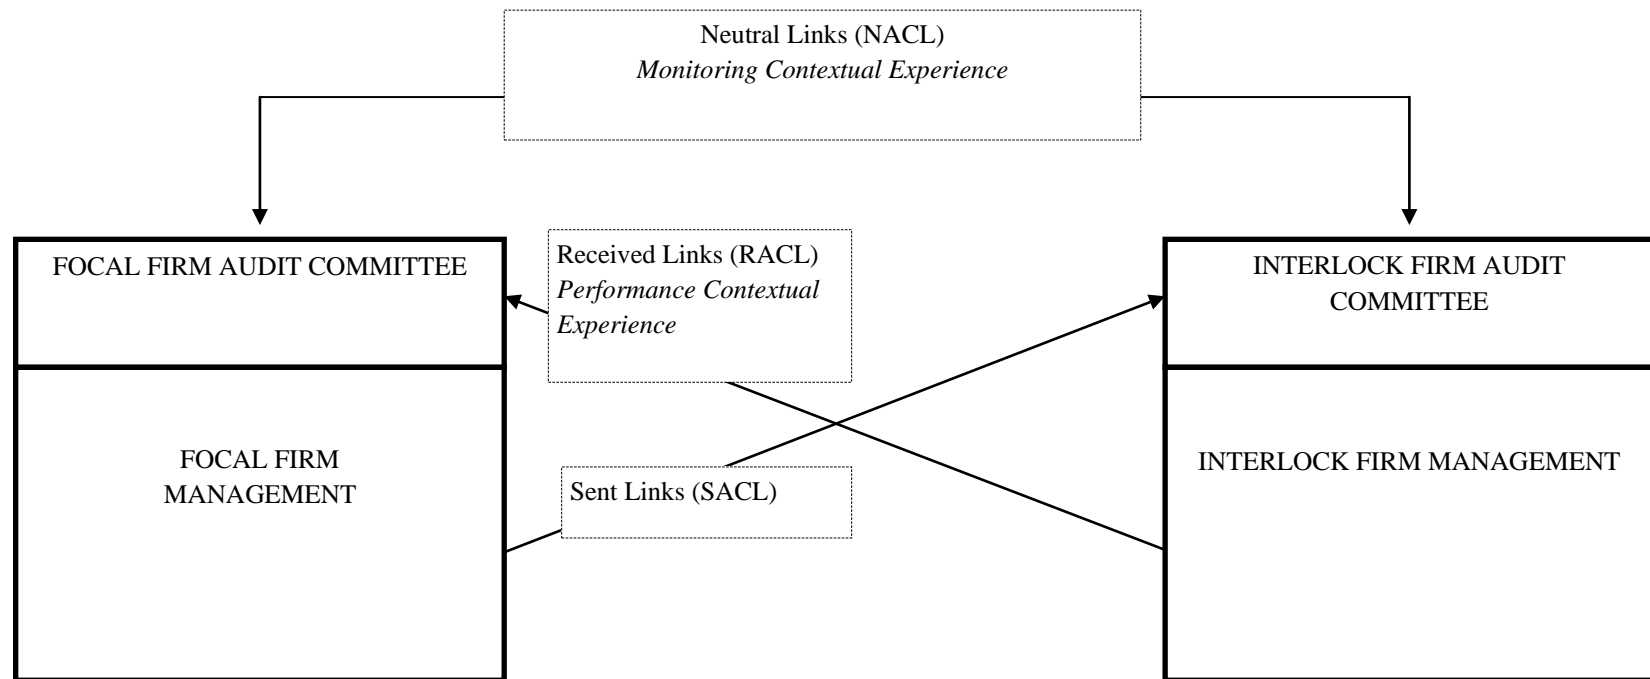 Neutral Links (NACL)
Monitoring Contextual Experience
FOCAL FIRM AUDIT COMMITTEE
Received Links (RACL)
Performance Contextual
Experience
INTERLOCK FIRM AUDIT
COMMITTEE
FOCAL FIRM
MANAGEMENT
Sent Links (SACL)
INTERLOCK FIRM MANAGEMENT